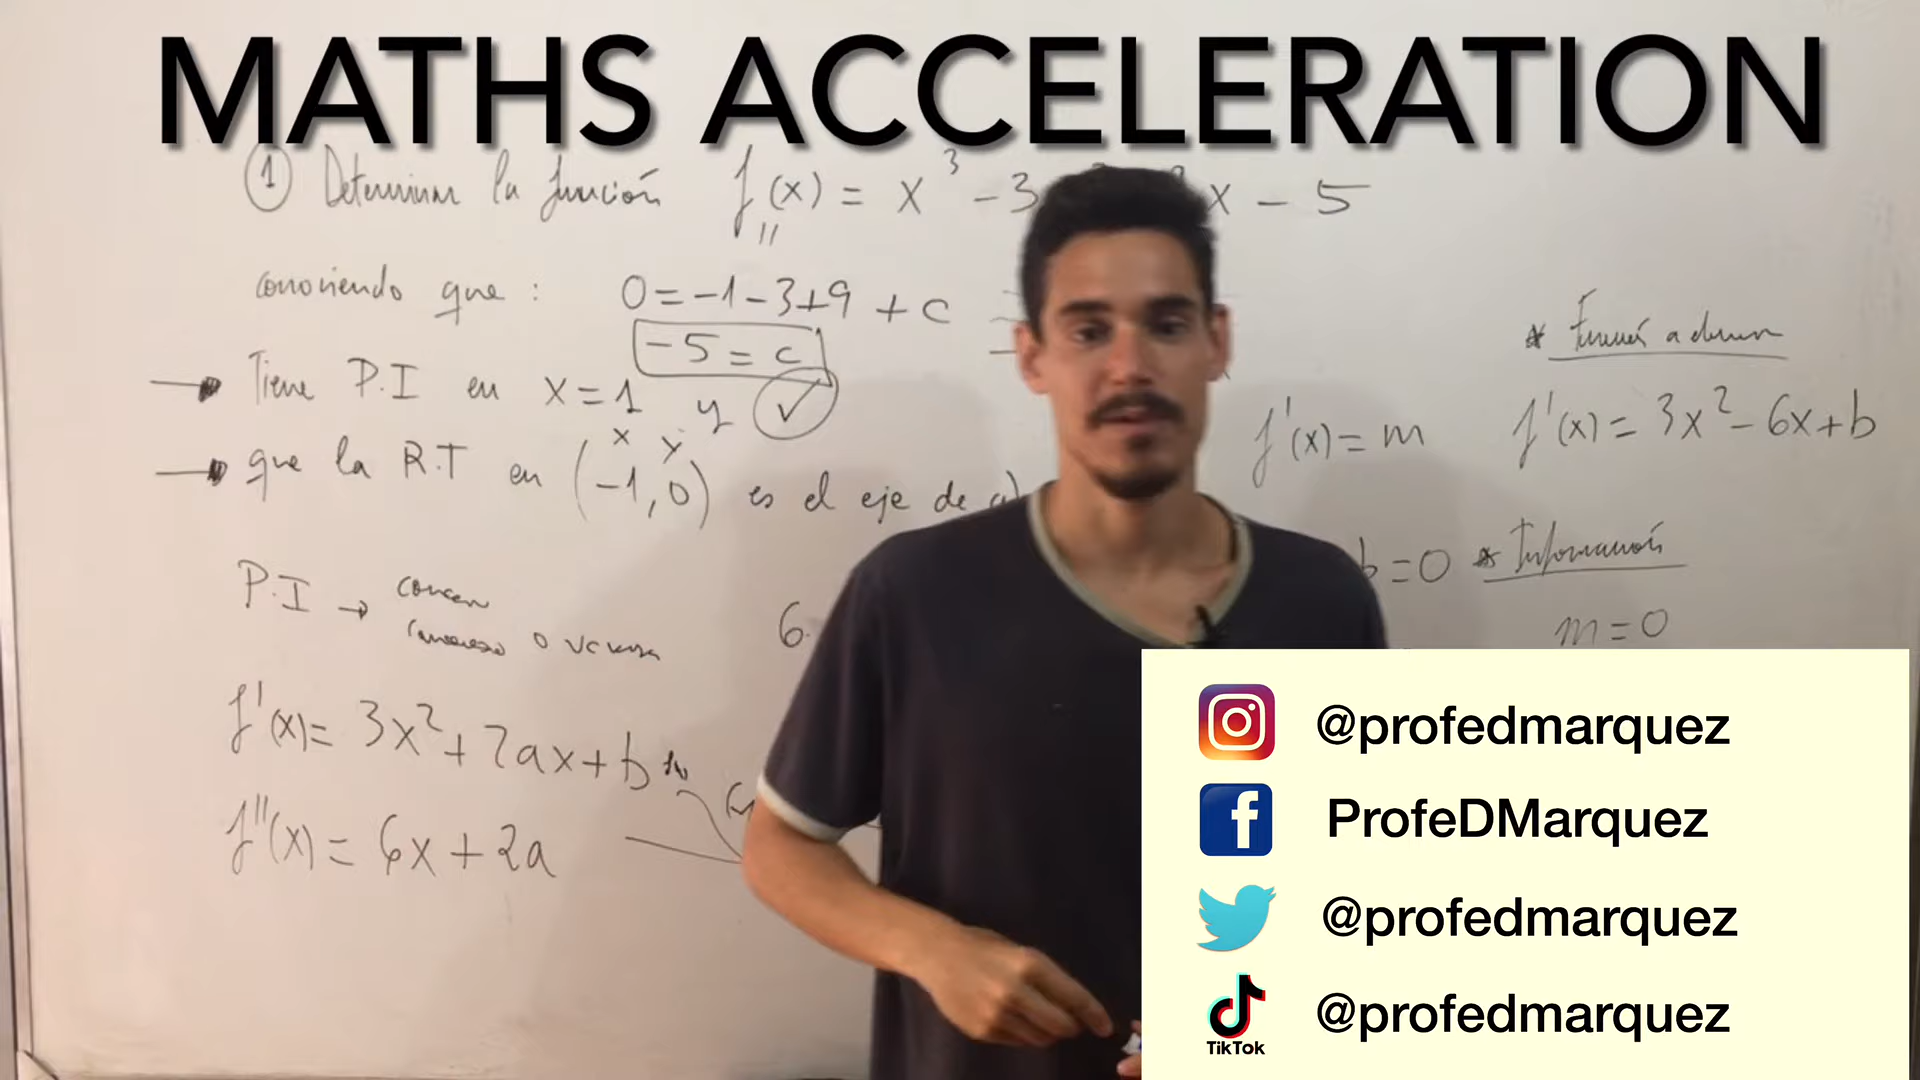 MATHS ACCELERATION
① Determinar la función f(x) = x³ - 3 x - 5
conociendo que : 0 = -1 - 3 + 9 + c
-5 = c
→ Tiene P.I en x = 1 y ✓
x y
→ que la R.T en (-1, 0) es el eje de
f'(x) = m
f'(x) = 3x² - 6x + b
b = 0 * Información
m = 0
P.I →
o
6
f'(x) = 3x² + 2ax + b
f''(x) = 6x + 2a
@profedmarquez
ProfeDMarquez
@profedmarquez
TikTok
@profedmarquez